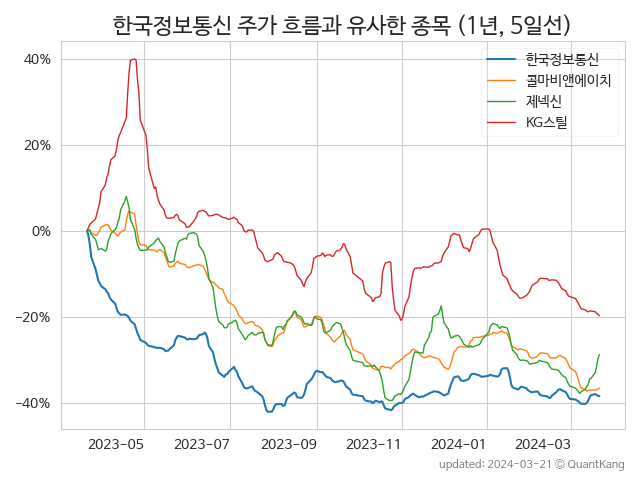 한국정보통신 주가 흐름과 유사한 종목 (1년, 5일선)
한국정보통신
콜마비앤에이치
제넥신
KG스틸
40%
20%
0%
−20%
−40%
2023-05 2023-07 2023-09 2023-11 2024-01 2024-03
updated: 2024-03-21 © QuantKang